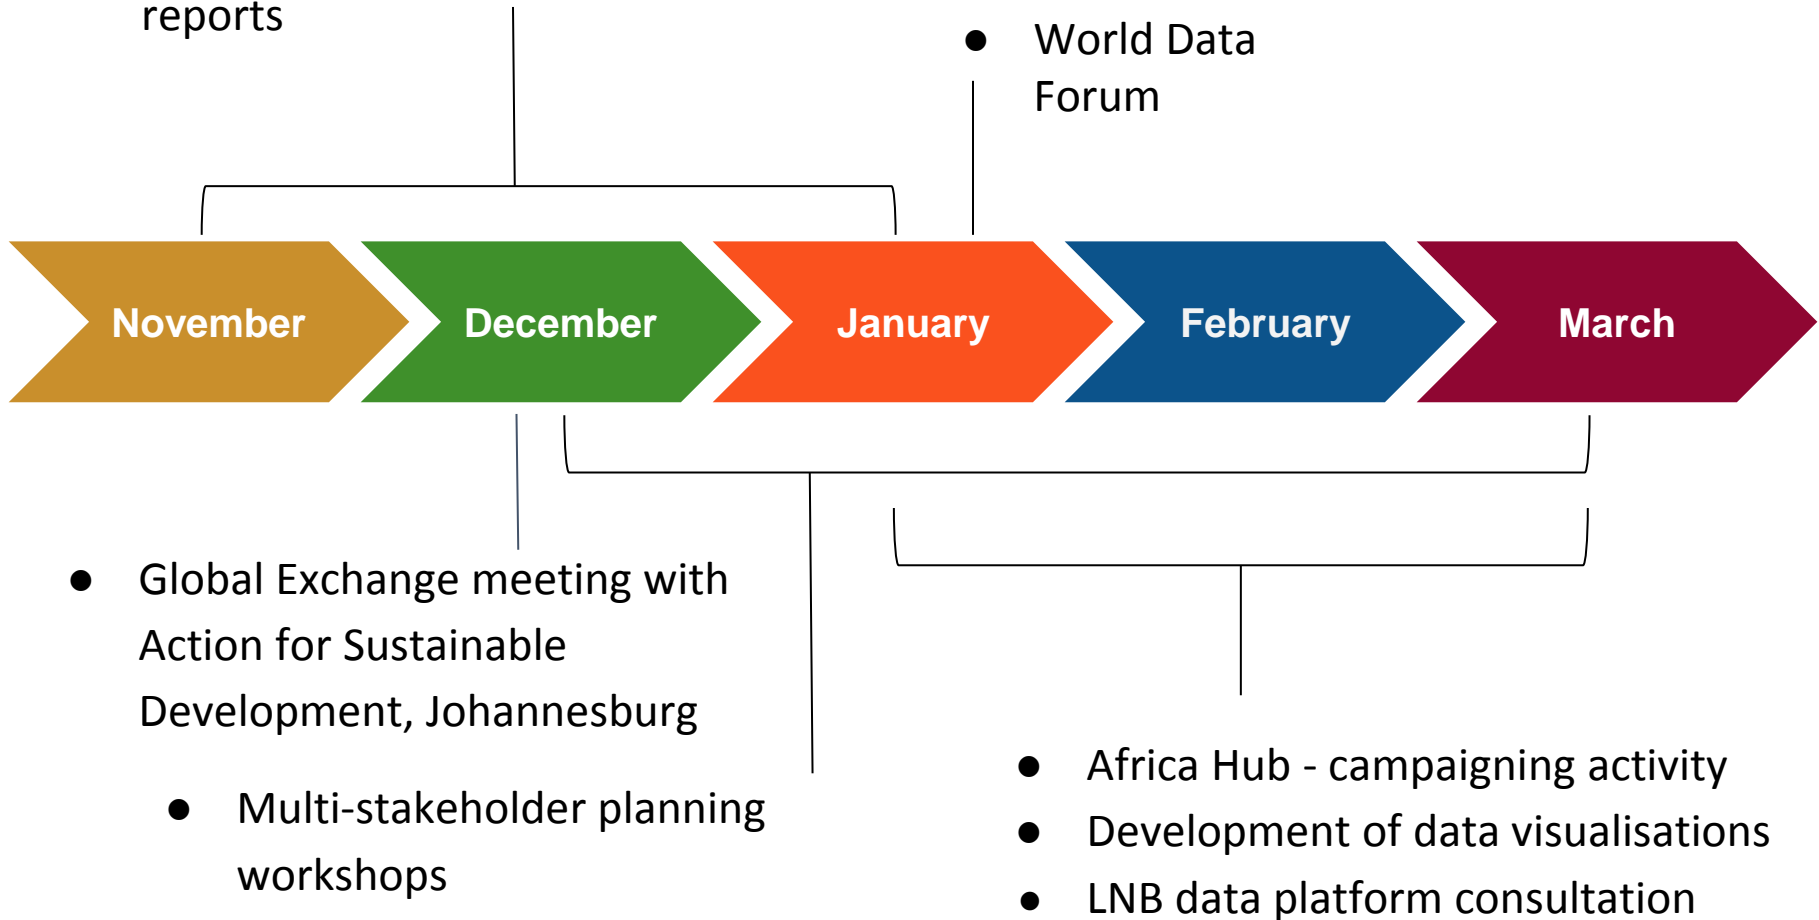 reports
● World Data
Forum
November
December
January
February
March
● Global Exchange meeting with
Action for Sustainable
Development, Johannesburg
● Multi-stakeholder planning
workshops
● Africa Hub - campaigning activity
● Development of data visualisations
● LNB data platform consultation